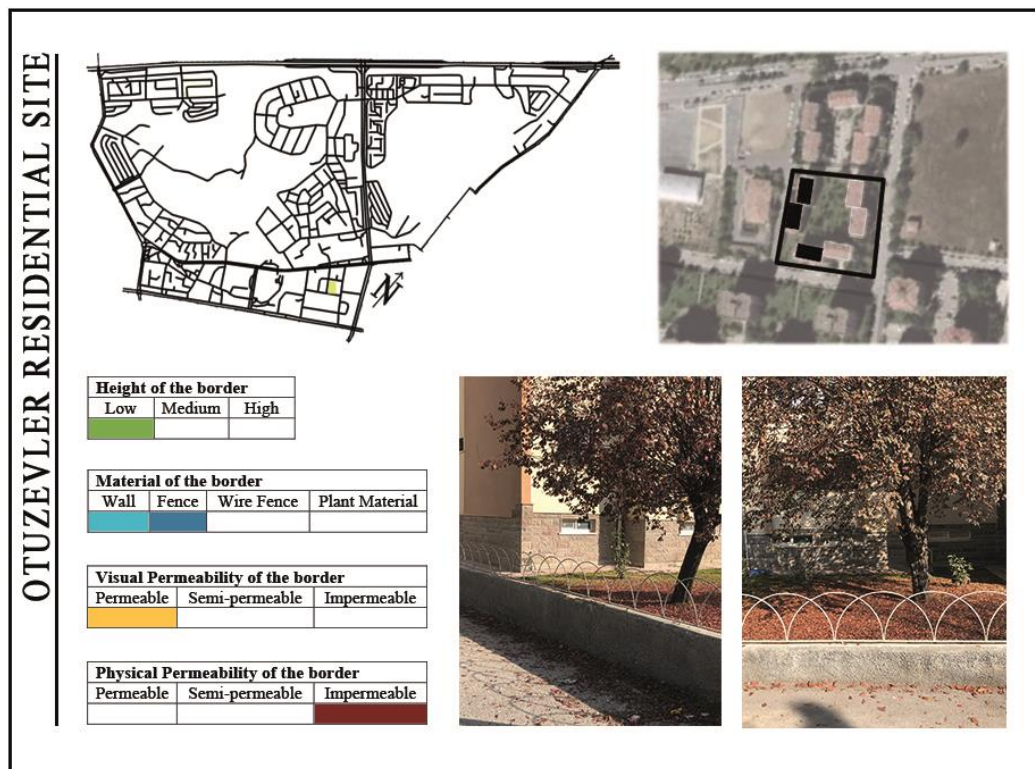 OTUZEVLER RESIDENTIAL SITE
N
Height of the border
Low Medium High
Material of the border
Wall Fence Wire Fence Plant Material
Visual Permeability of the border
Permeable Semi-permeable Impermeable
Physical Permeability of the border
Permeable Semi-permeable Impermeable